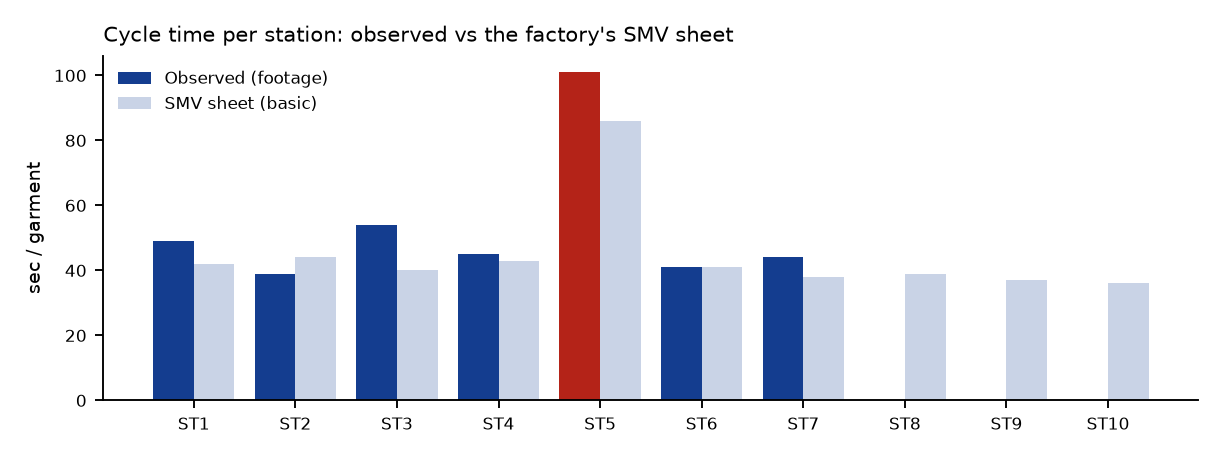 Cycle time per station: observed vs the factory's SMV sheet
Observed (footage)
SMV sheet (basic)
sec / garment
100
80
60
40
20
0
ST1 ST2 ST3 ST4 ST5 ST6 ST7 ST8 ST9 ST10